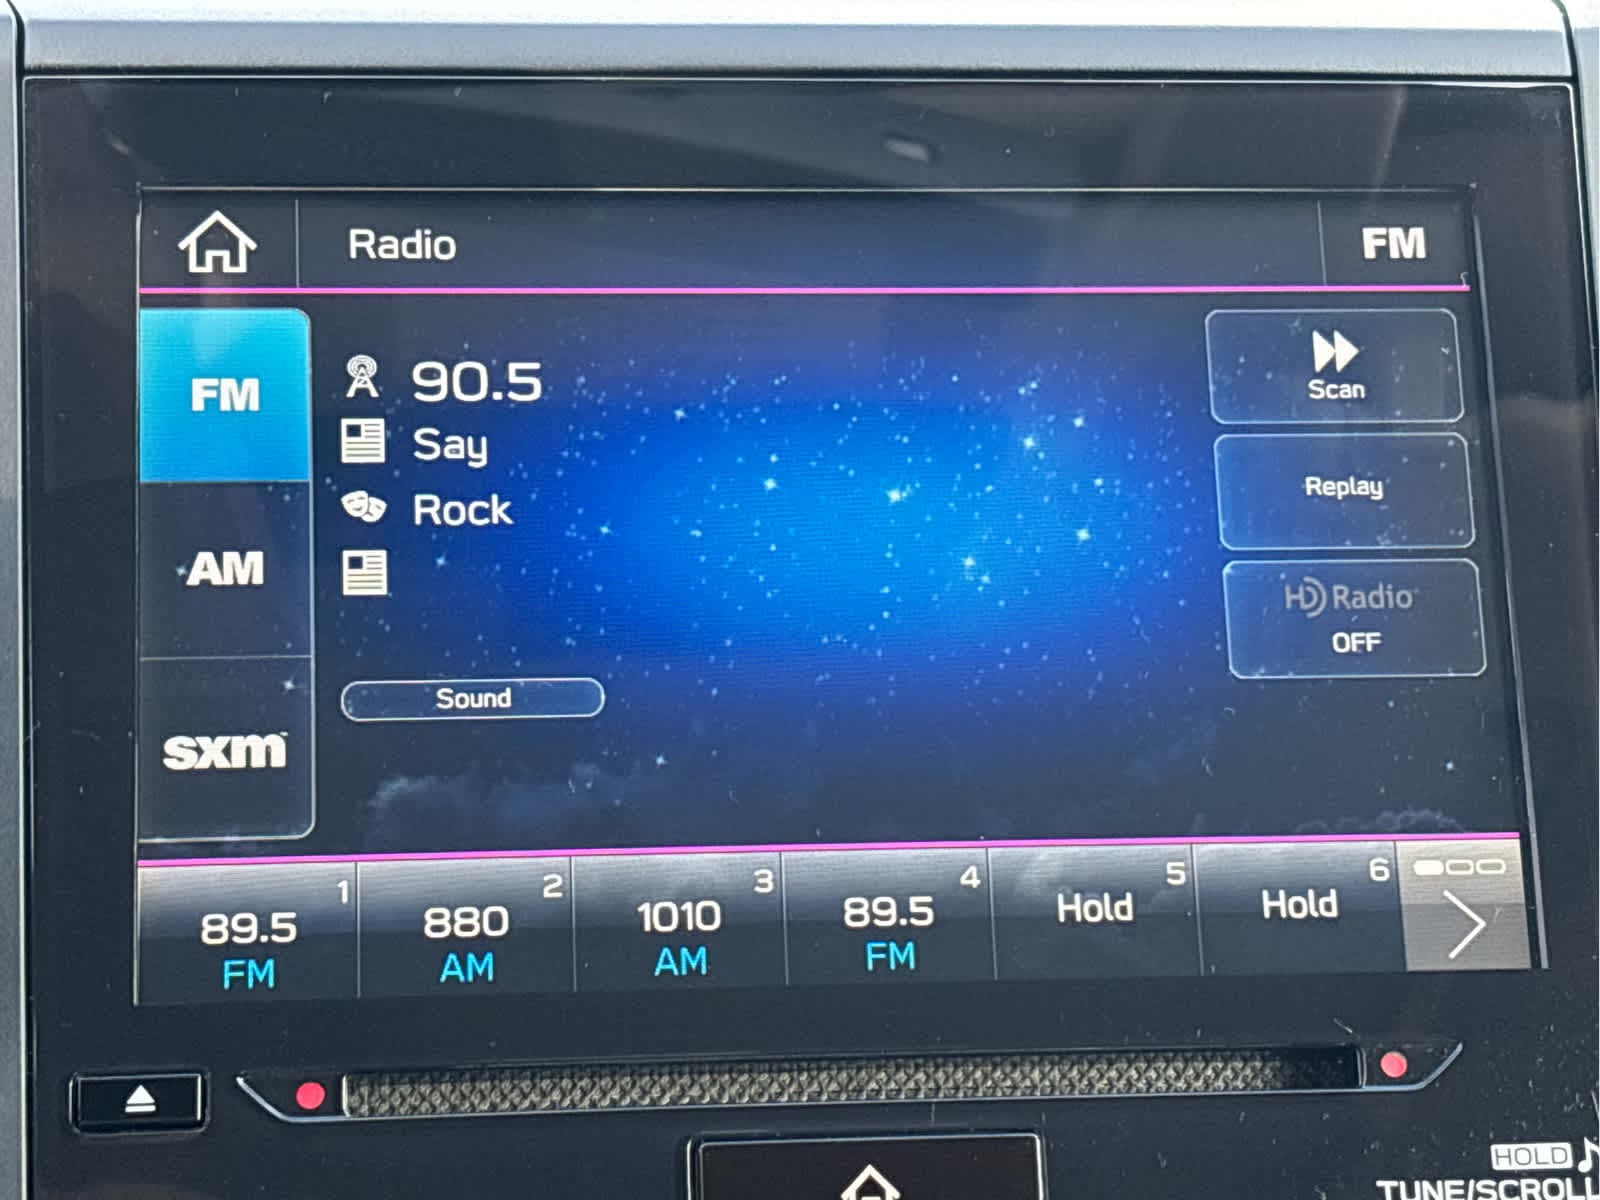 Radio
FM
FM
90.5
Scan
Say
Replay
Rock
AM
HD Radio
OFF
Sound
sxm
1
2
3
4
5
6
89.5
880
1010
89.5
Hold
Hold
FM
AM
AM
FM
HOLD
TUNE/SCROLL